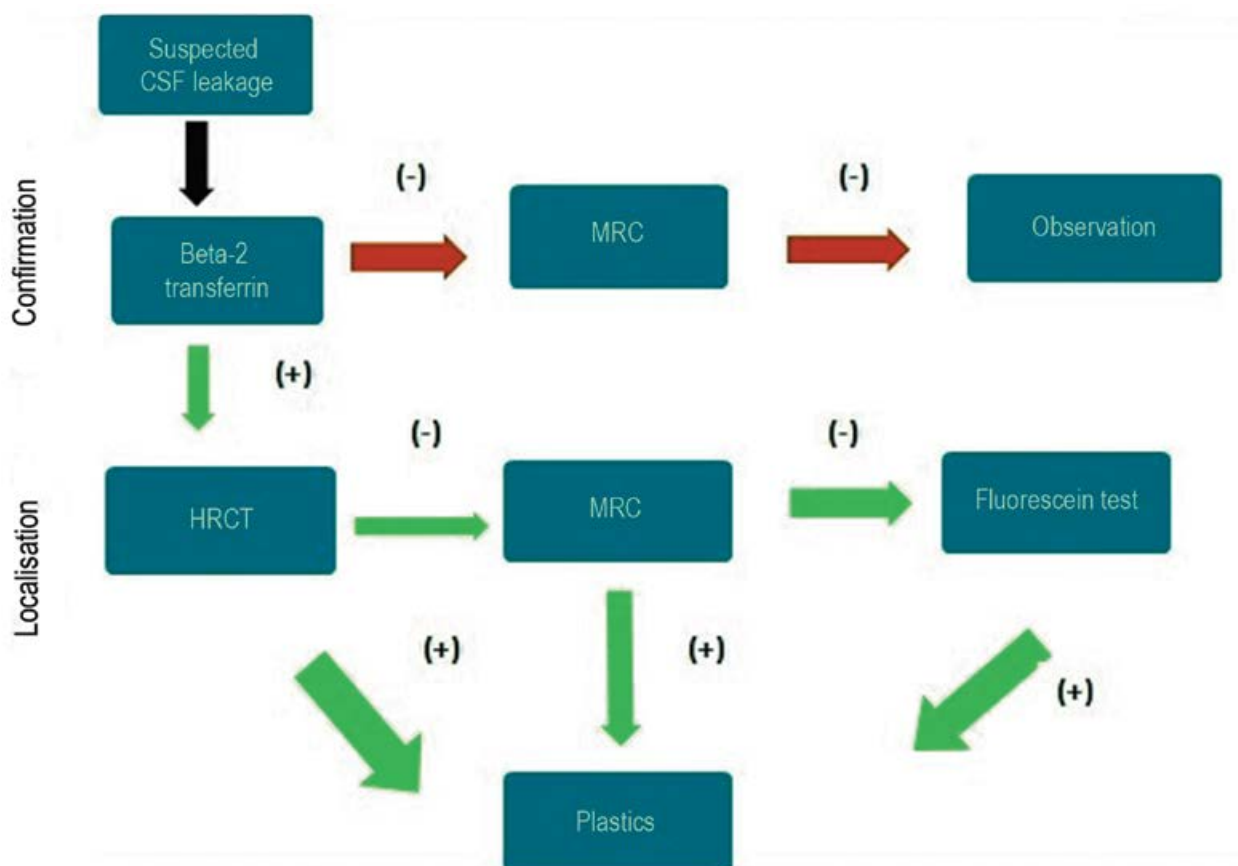 Suspected
CSF leakage
Confirmation
(-)
(-)
Beta-2
transferrin
MRC
Observation
(+)
Localisation
(-)
(-)
HRCT
MRC
Fluorescein test
(+)
(+)
(+)
Plastics